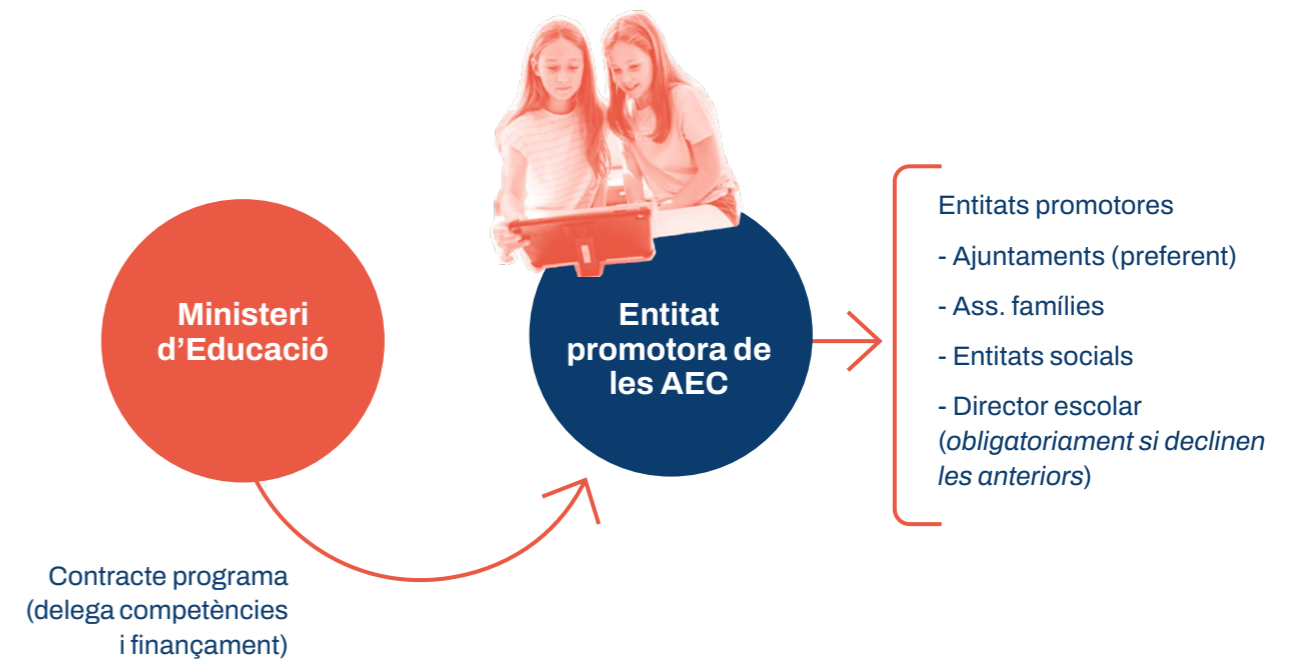 Ministeri
d’Educació
Entitat
promotora de
les AEC
Entitats promotores
- Ajuntaments (preferent)
- Ass. famílies
- Entitats socials
- Director escolar
(obligatoriament si declinen
les anteriors)
Contracte programa
(delega competències
i finançament)